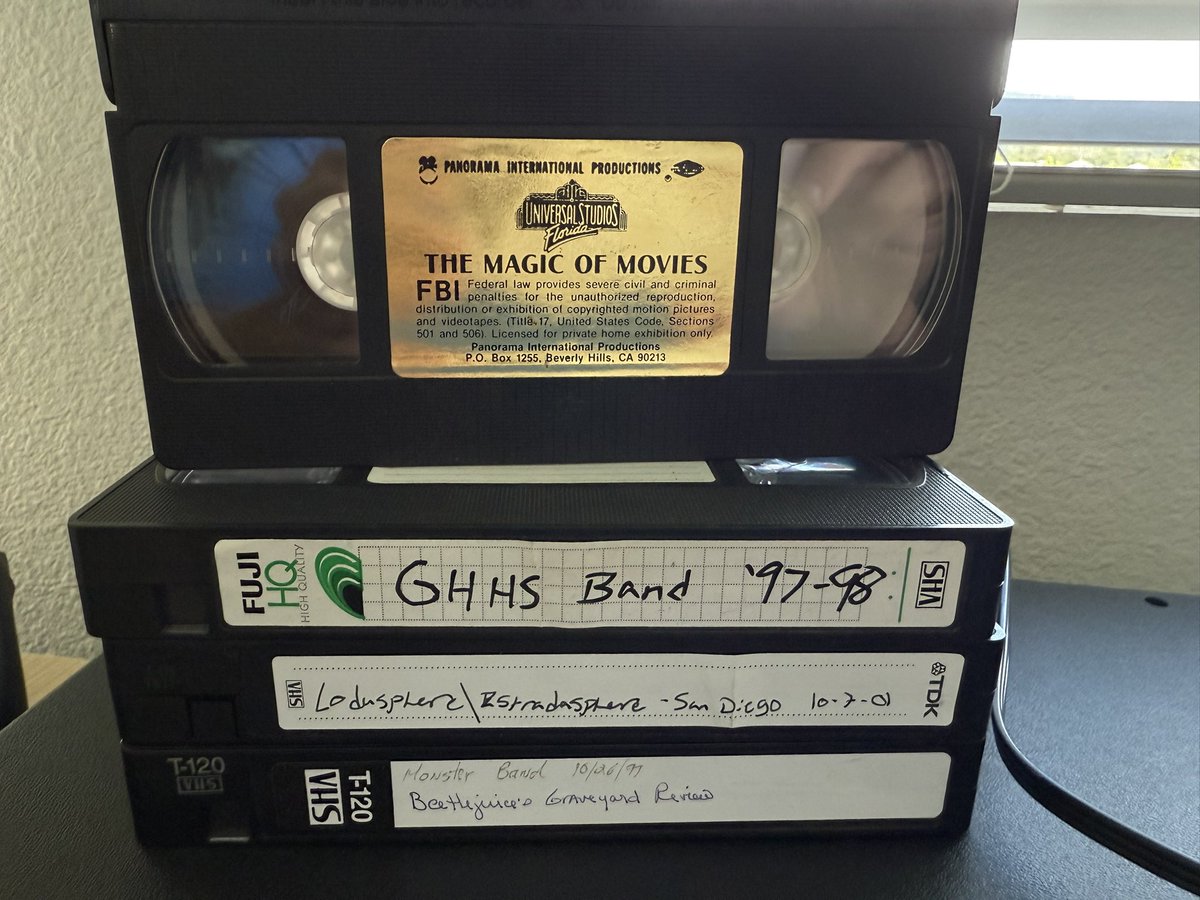 PANORAMA INTERNATIONAL PRODUCTIONS
UNIVERSAL STUDIOS
Florida
THE MAGIC OF MOVIES
FBI Federal law provides severe civil and criminal
penalties for the unauthorized reproduction,
distribution or exhibition of copyrighted motion pictures
and videotapes. (Title 17, United States Code, Sections
501 and 506). Licensed for private home exhibition only.
Panorama International Productions
P.O. Box 1255, Beverly Hills, CA 90213
FUJI
HQ
HIGH QUALITY
GHHS Band '97-98
VHS
VHS
Lodusphere\Estradasphere - San Diego 10-7-01
TDK
T-120
VHS
VHS
T-120
Monster Band 10/26/97
Beetlejuice's Graveyard Review